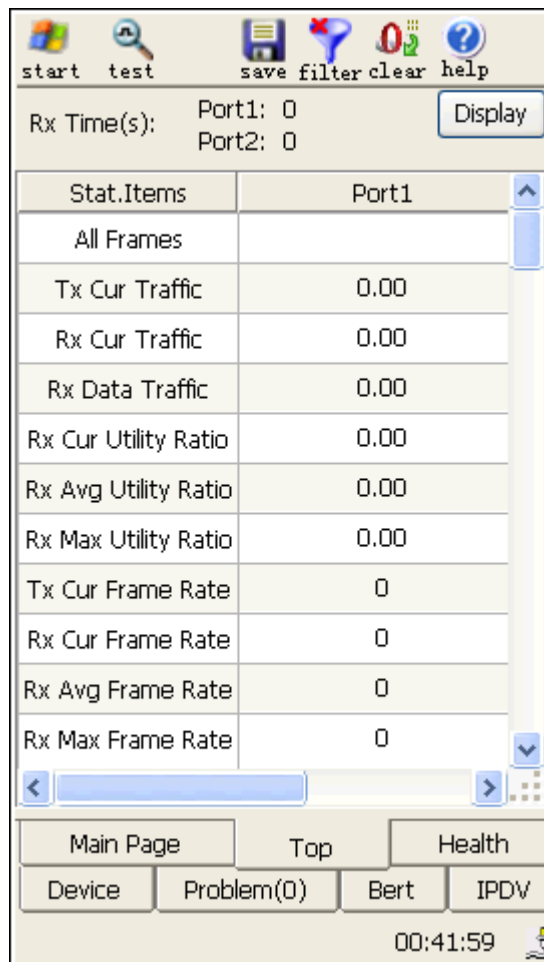 start test save filter clear help
Rx Time(s): Port1: 0 Display
Port2: 0
Stat.Items Port1
All Frames
Tx Cur Traffic 0.00
Rx Cur Traffic 0.00
Rx Data Traffic 0.00
Rx Cur Utility Ratio 0.00
Rx Avg Utility Ratio 0.00
Rx Max Utility Ratio 0.00
Tx Cur Frame Rate 0
Rx Cur Frame Rate 0
Rx Avg Frame Rate 0
Rx Max Frame Rate 0
Main Page Top Health
Device Problem(0) Bert IPDV
00:41:59